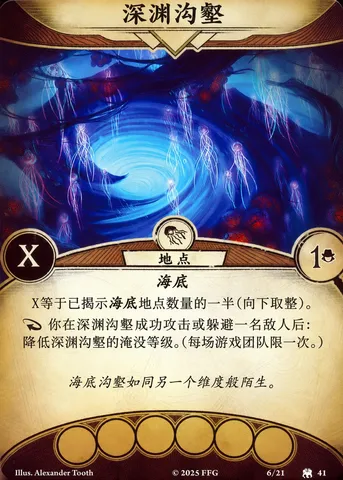 深渊沟壑
X
1
地点
海底
X等于已揭示海底地点数量的一半(向下取整)。
你在深渊沟壑成功攻击或躲避一名敌人后:
降低深渊沟壑的淹没等级。(每场游戏团队限一次。)
海底沟壑如同另一个维度般陌生。
Illus. Alexander Tooth © 2025 FFG 6/21 41